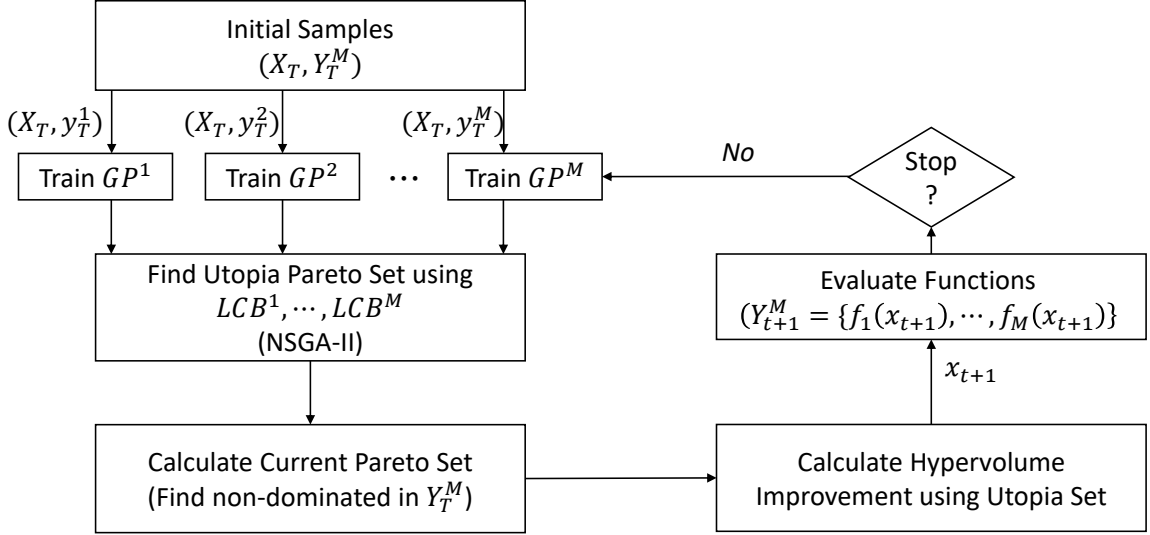 Initial Samples
(X_T, Y_T^M)
(X_T, y_T^1)
(X_T, y_T^2)
(X_T, y_T^M)
Train GP^1
Train GP^2
⋯
Train GP^M
No
Stop
?
Find Utopia Pareto Set using
LCB^1, ⋯, LCB^M
(NSGA-II)
Evaluate Functions
(Y_{t+1}^M = {f_1(x_{t+1}), ⋯, f_M(x_{t+1})}
x_{t+1}
Calculate Current Pareto Set
(Find non-dominated in Y_T^M)
Calculate Hypervolume
Improvement using Utopia Set